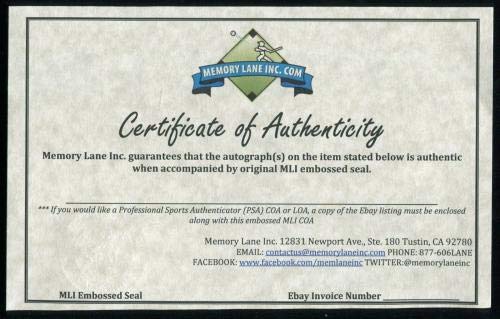 MEMORY LANE INC. COM
Certificate of Authenticity
Memory Lane Inc. guarantees that the autograph(s) on the item stated below is authentic
when accompanied by original MLI embossed seal.
*** If you would like a Professional Sports Authenticator (PSA) COA or LOA, a copy of the Ebay listing must be enclosed
along with this embossed MLI COA
Memory Lane Inc. 12831 Newport Ave., Ste. 180 Tustin, CA 92780
EMAIL: contactus@memorylaneinc.com PHONE: 877-606LANE
FACEBOOK: www.facebook.com/memlaneinc TWITTER:@memorylaneinc
MLI Embossed Seal Ebay Invoice Number